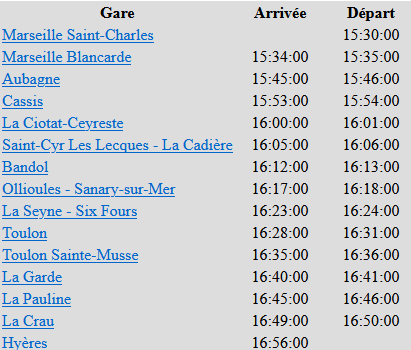 Gare Arrivée Départ
Marseille Saint-Charles 15:30:00
Marseille Blancarde 15:34:00 15:35:00
Aubagne 15:45:00 15:46:00
Cassis 15:53:00 15:54:00
La Ciotat-Ceyreste 16:00:00 16:01:00
Saint-Cyr Les Lecques - La Cadière 16:05:00 16:06:00
Bandol 16:12:00 16:13:00
Ollioules - Sanary-sur-Mer 16:17:00 16:18:00
La Seyne - Six Fours 16:23:00 16:24:00
Toulon 16:28:00 16:31:00
Toulon Sainte-Musse 16:35:00 16:36:00
La Garde 16:40:00 16:41:00
La Pauline 16:45:00 16:46:00
La Crau 16:49:00 16:50:00
Hyères 16:56:00